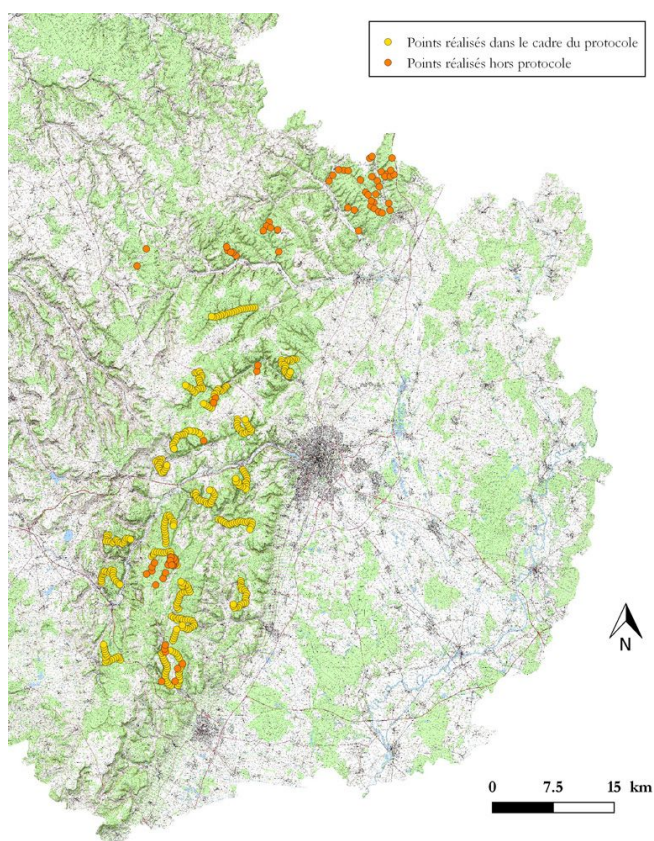 Points réalisés dans le cadre du protocole
Points réalisés hors protocole
N
0 7.5 15 km